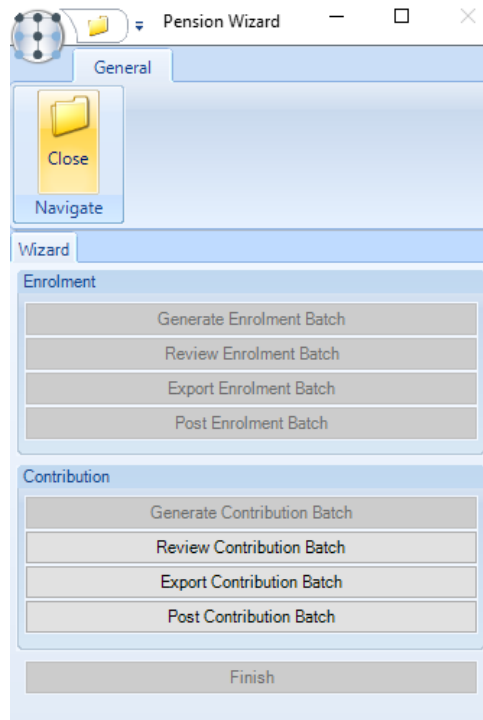 Pension Wizard
General
Close
Navigate
Wizard
Enrolment
Generate Enrolment Batch
Review Enrolment Batch
Export Enrolment Batch
Post Enrolment Batch
Contribution
Generate Contribution Batch
Review Contribution Batch
Export Contribution Batch
Post Contribution Batch
Finish